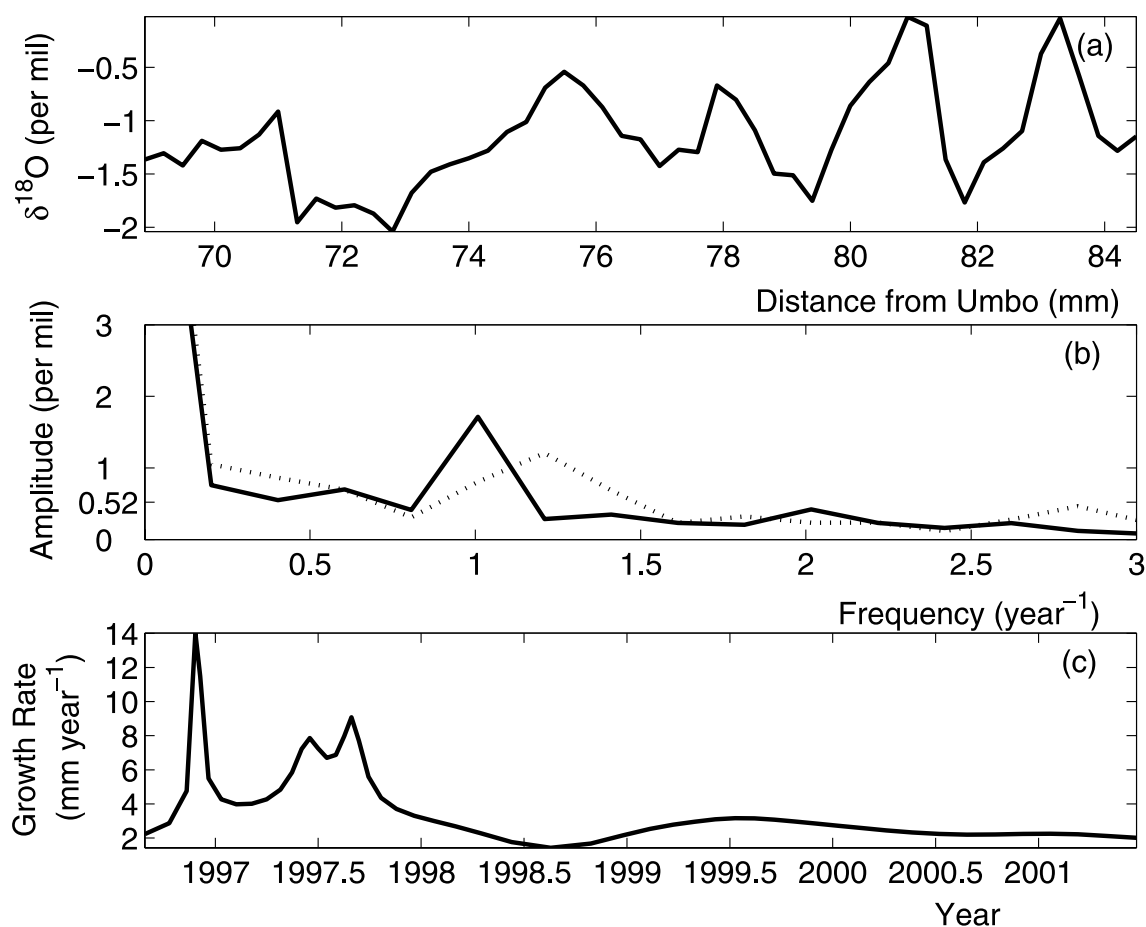 (a)
δ18O (per mil)
−0.5
−1
−1.5
−2
70 72 74 76 78 80 82 84
Distance from Umbo (mm)
(b)
Amplitude (per mil)
3
2
1
0.52
0
0 0.5 1 1.5 2 2.5 3
Frequency (year−1)
(c)
Growth Rate
(mm year−1)
14
12
10
8
6
4
2
1997 1997.5 1998 1998.5 1999 1999.5 2000 2000.5 2001
Year